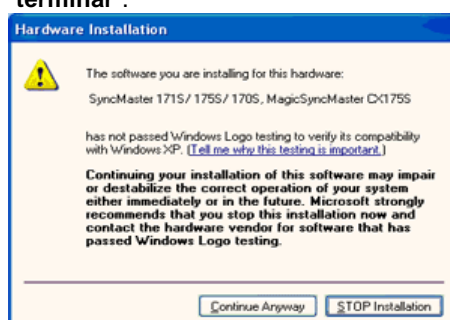 terminar".
Hardware Installation
The software you are installing for this hardware:
SyncMaster 171S/ 175S/ 170S, MagicSyncMaster CX175S
has not passed Windows Logo testing to verify its compatibility
with Windows XP. (Tell me why this testing is important.)
Continuing your installation of this software may impair
or destabilize the correct operation of your system
either immediately or in the future. Microsoft strongly
recommends that you stop this installation now and
contact the hardware vendor for software that has
passed Windows Logo testing.
Continue Anyway STOP Installation